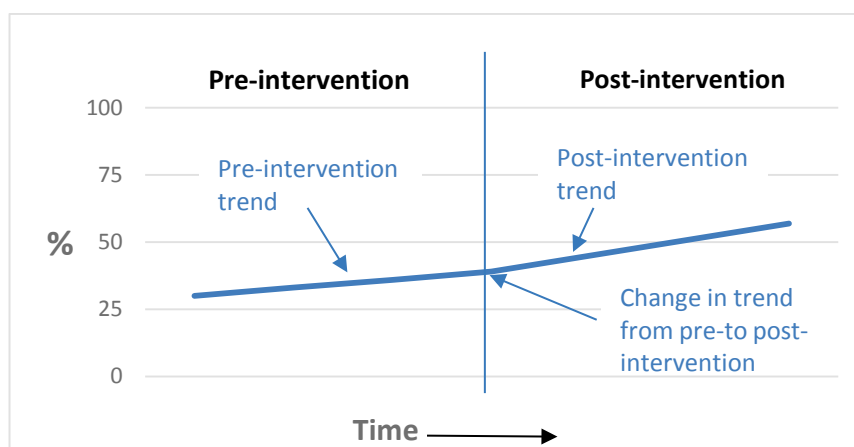 Pre-intervention
Post-intervention
100
75
50
25
0
%
Pre-intervention
trend
Post-intervention
trend
Change in trend
from pre-to post-
intervention
Time